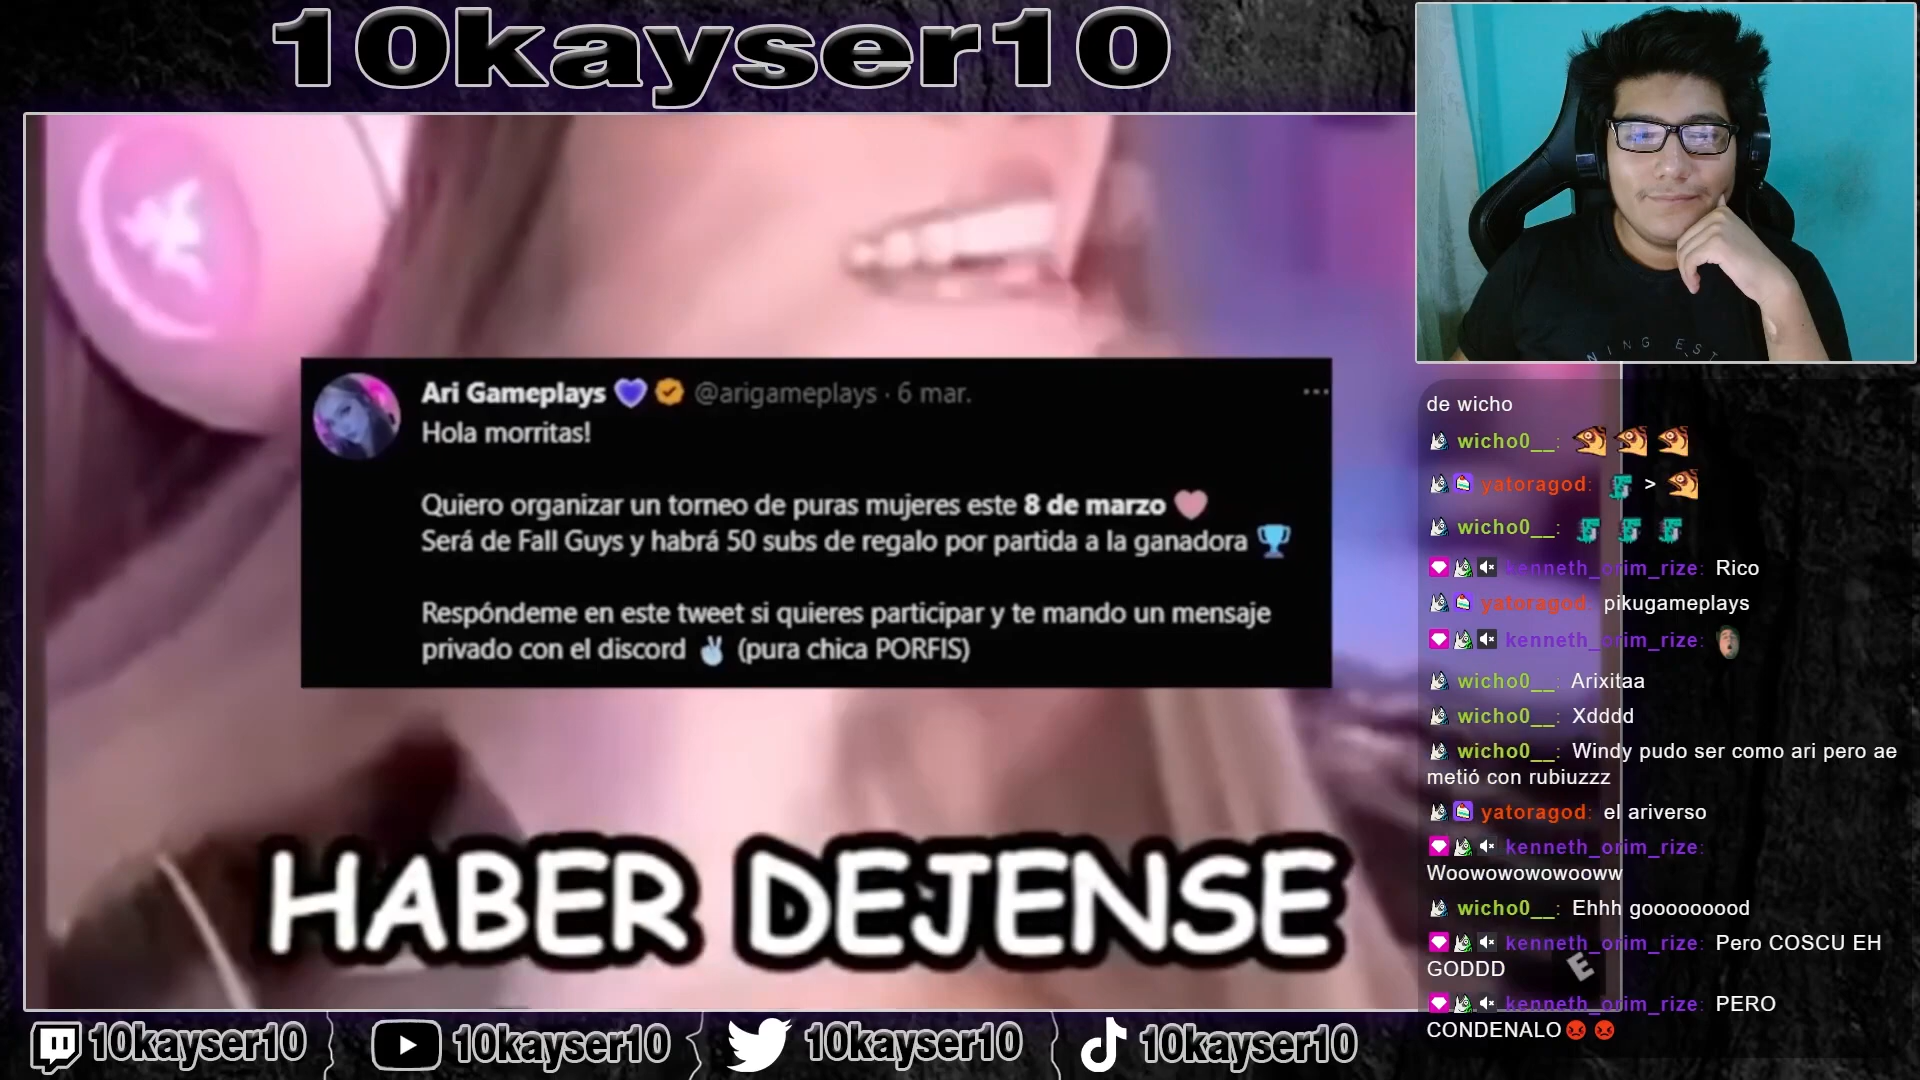 10kayser10
Ari Gameplays @arigameplays · 6 mar.
Hola morritas!
Quiero organizar un torneo de puras mujeres este 8 de marzo
Será de Fall Guys y habrá 50 subs de regalo por partida a la ganadora
Respóndeme en este tweet si quieres participar y te mando un mensaje
privado con el discord (pura chica PORFIS)
HABER DEJENSE
NING EST
de wicho
wicho0__:
yatoragod: >
wicho0__:
kenneth_orim_rize: Rico
yatoragod: pikugameplays
kenneth_orim_rize:
wicho0__: Arixitaa
wicho0__: Xdddd
wicho0__: Windy pudo ser como ari pero ae
metió con rubiuzzz
yatoragod: el ariverso
kenneth_orim_rize:
Woowowowowooww
wicho0__: Ehhh goooooood
kenneth_orim_rize: Pero COSCU EH
GODDD
E
kenneth_orim_rize: PERO
CONDENALO
10kayser10
10kayser10
10kayser10
10kayser10